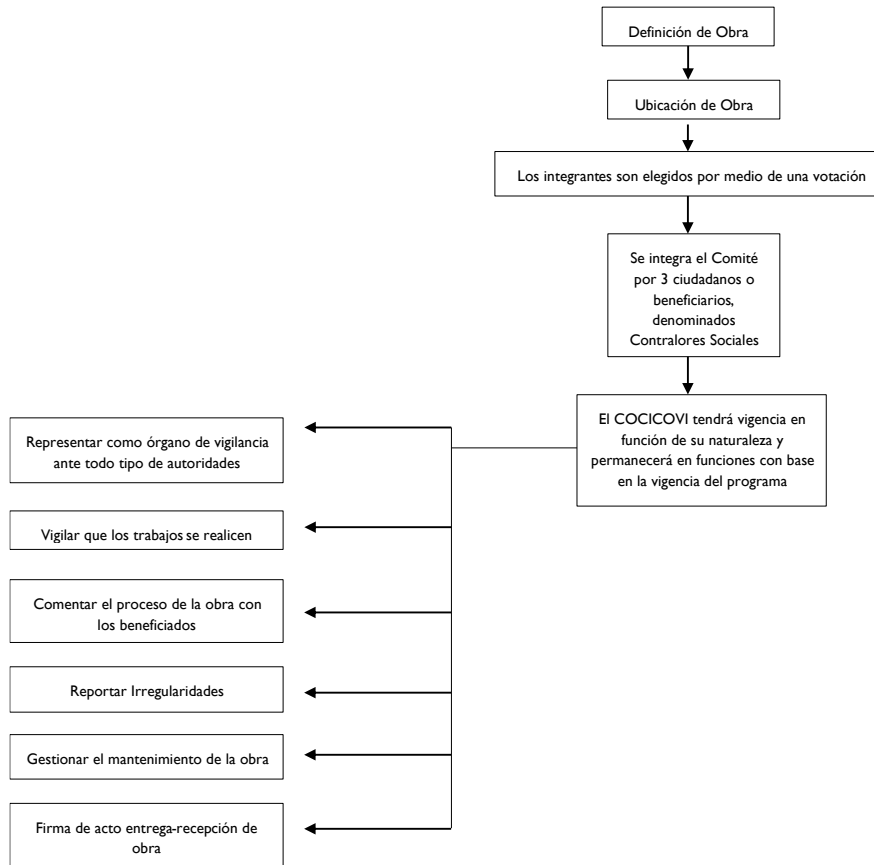 Definición de Obra
Ubicación de Obra
Los integrantes son elegidos por medio de una votación
Se integra el Comité
por 3 ciudadanos o
beneficiarios,
denominados
Contralores Sociales
El COCICOVI tendrá vigencia en
función de su naturaleza y
permanecerá en funciones con base
en la vigencia del programa
Representar como órgano de vigilancia
ante todo tipo de autoridades
Vigilar que los trabajos se realicen
Comentar el proceso de la obra con
los beneficiados
Reportar Irregularidades
Gestionar el mantenimiento de la obra
Firma de acto entrega-recepción de
obra